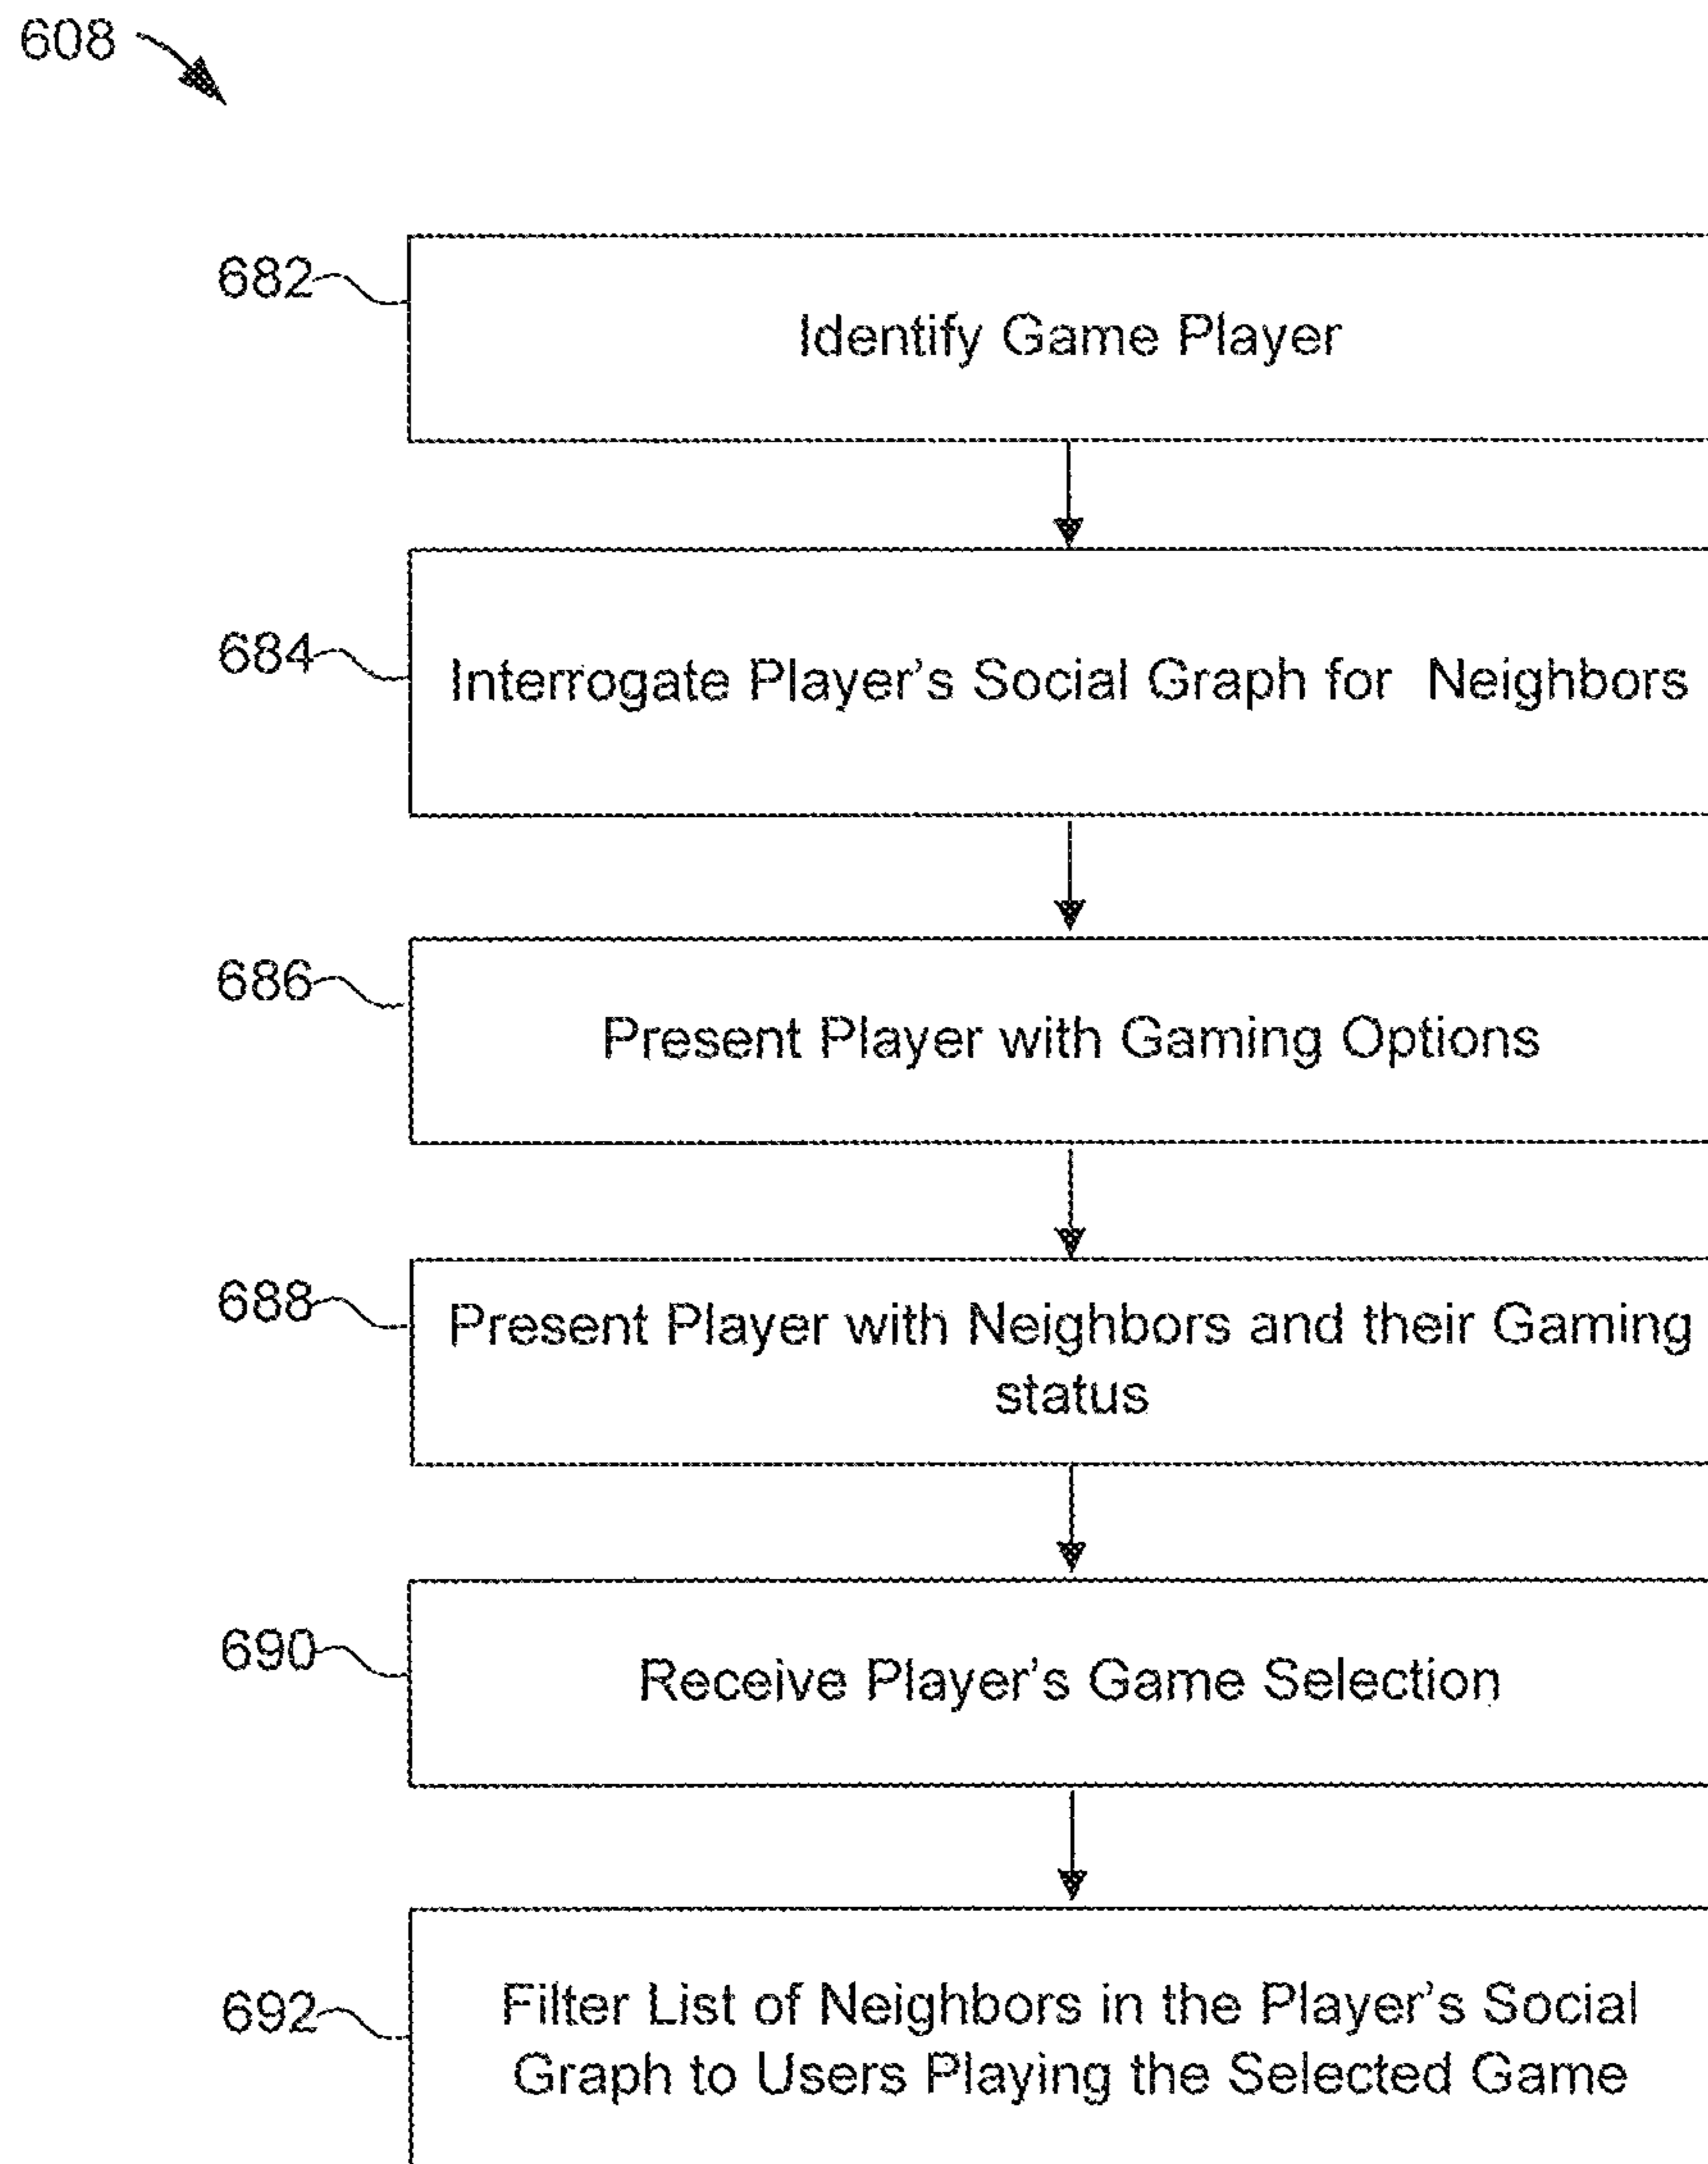 608
682
Identify Game Player
684
Interrogate Player's Social Graph for Neighbors
686
Present Player with Gaming Options
688
Present Player with Neighbors and their Gaming
status
690
Receive Player's Game Selection
692
Filter List of Neighbors in the Player's Social
Graph to Users Playing the Selected Game